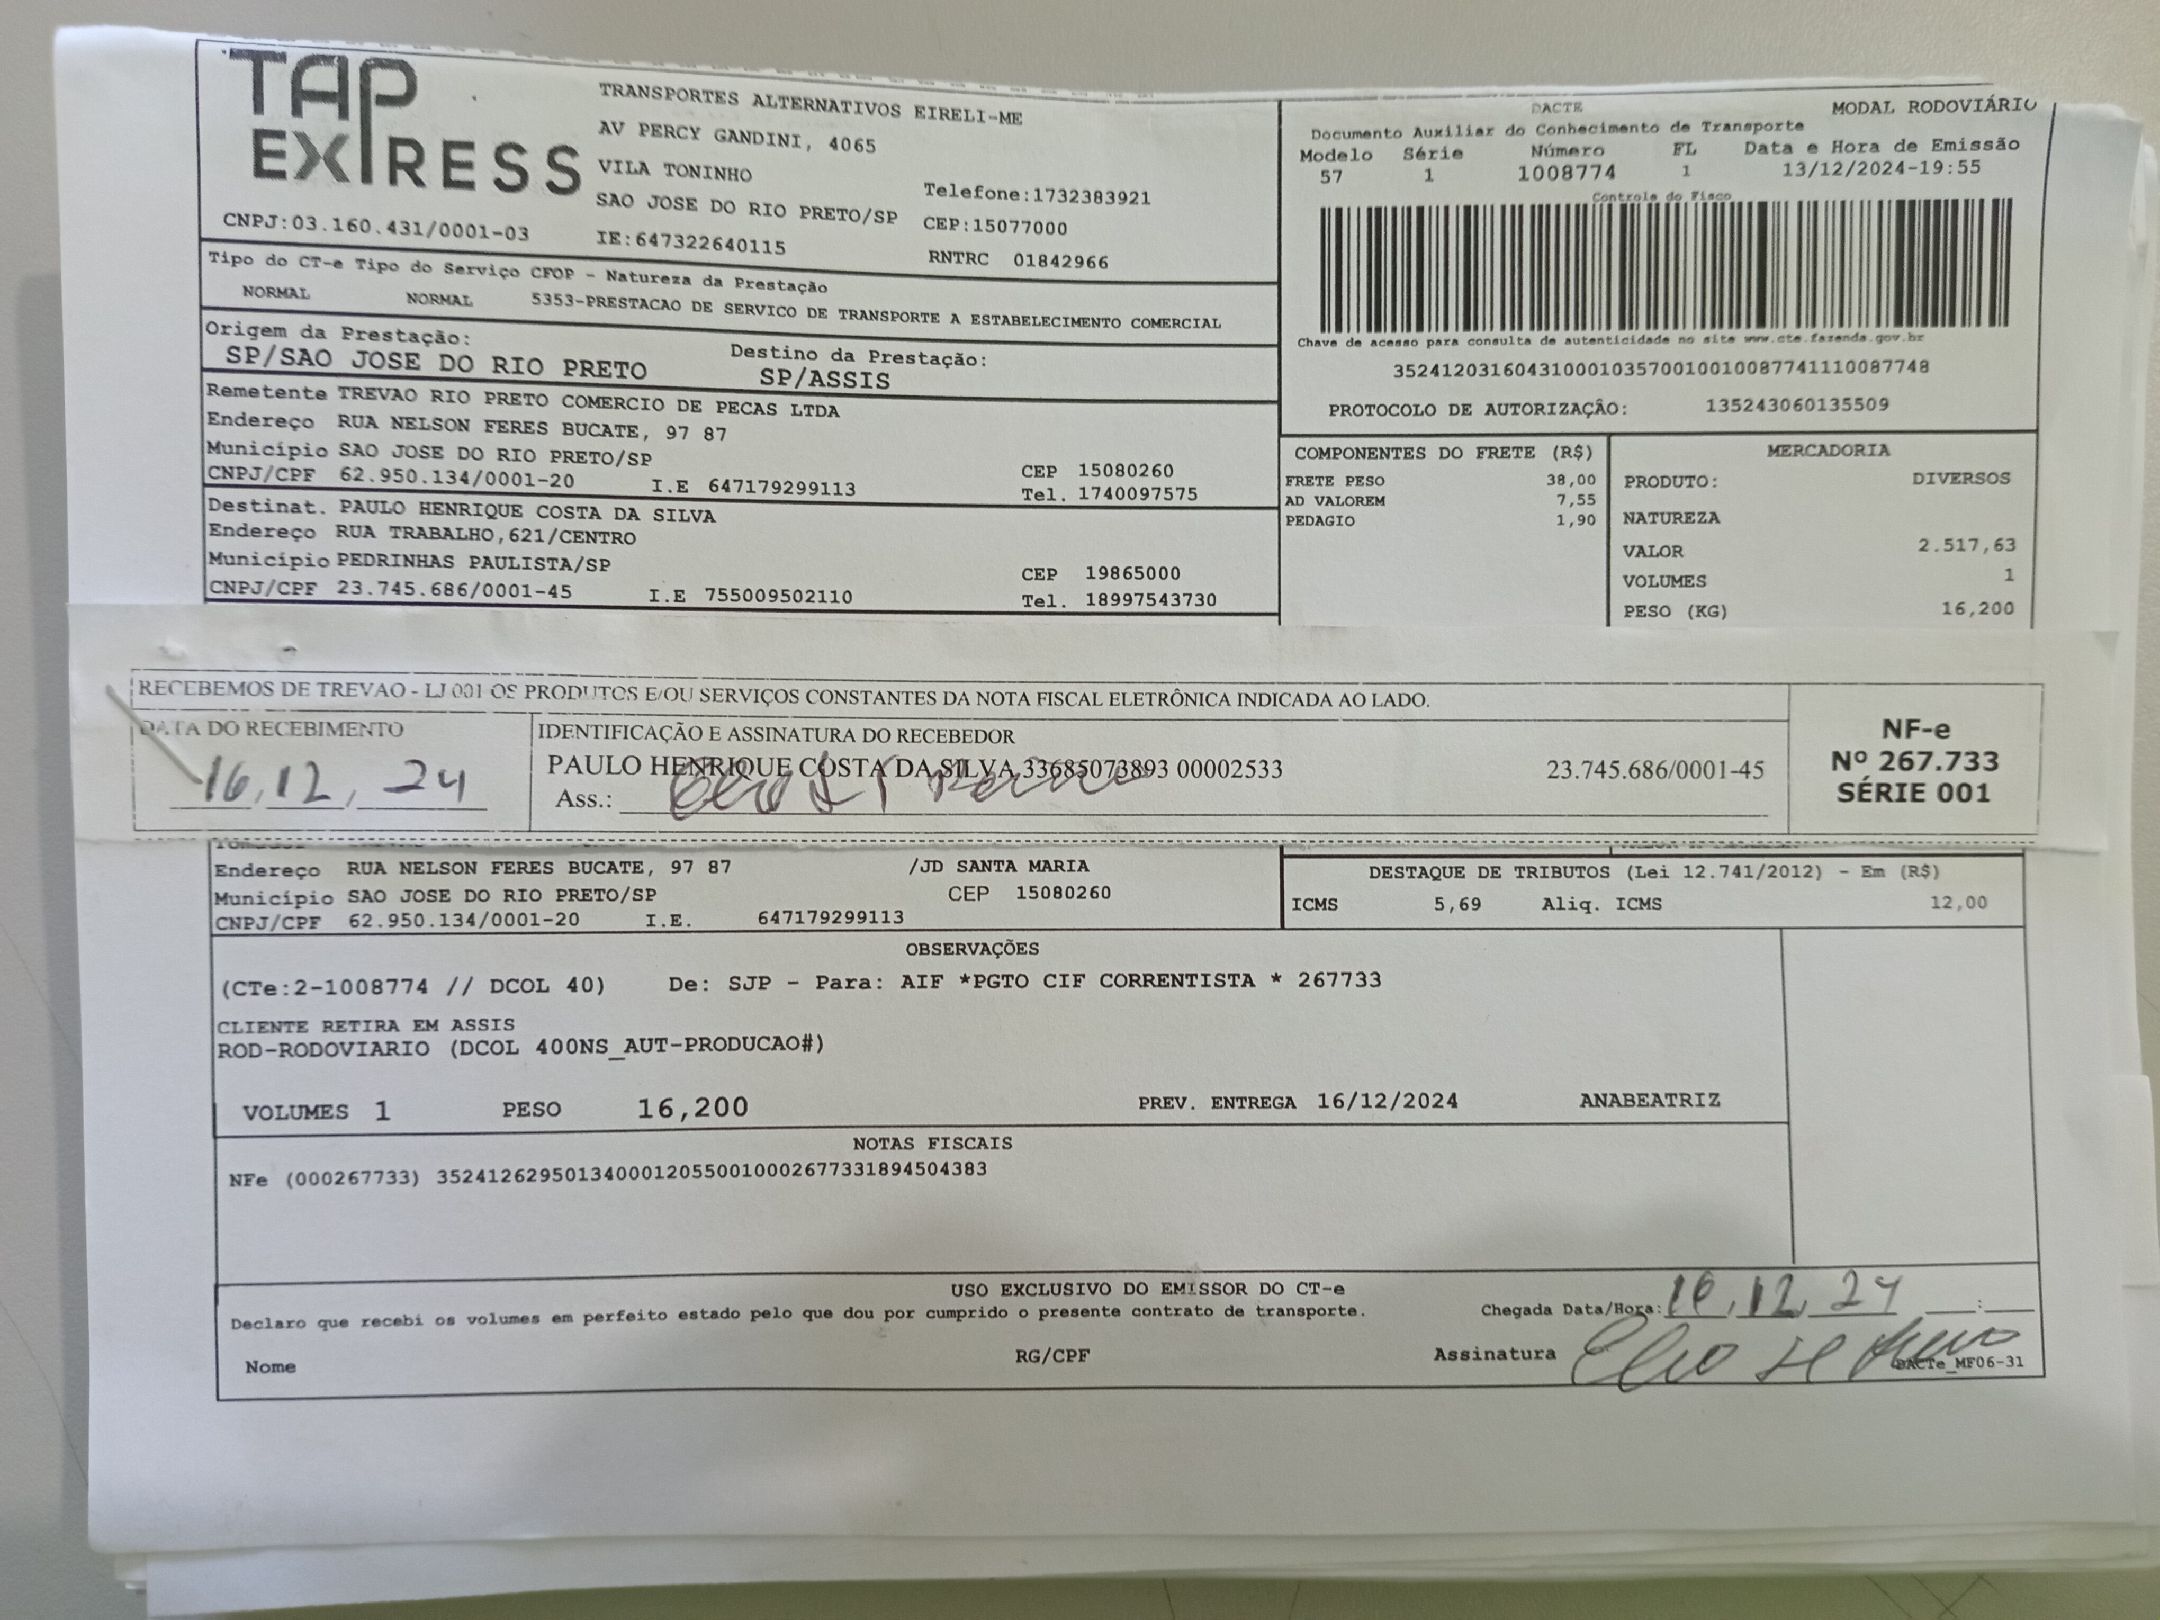 TAP EXPRESS
TRANSPORTES ALTERNATIVOS EIRELI-ME
AV PERCY GANDINI, 4065
VILA TONINHO
SAO JOSE DO RIO PRETO/SP
Telefone:1732383921
CEP:15077000
CNPJ:03.160.431/0001-03
IE:647322640115
RNTRC 01842966
Tipo do CT-e Tipo do Serviço CFOP - Natureza da Prestação
NORMAL NORMAL 5353-PRESTACAO DE SERVICO DE TRANSPORTE A ESTABELECIMENTO COMERCIAL
Origem da Prestação:
SP/SAO JOSE DO RIO PRETO
Destino da Prestação:
SP/ASSIS
Remetente TREVAO RIO PRETO COMERCIO DE PECAS LTDA
Endereço RUA NELSON FERES BUCATE, 97 87
Município SAO JOSE DO RIO PRETO/SP
CEP 15080260
CNPJ/CPF 62.950.134/0001-20 I.E 647179299113
Tel. 1740097575
Destinat. PAULO HENRIQUE COSTA DA SILVA
Endereço RUA TRABALHO,621/CENTRO
Município PEDRINHAS PAULISTA/SP
CEP 19865000
CNPJ/CPF 23.745.686/0001-45 I.E 755009502110
Tel. 18997543730
DACTE
MODAL RODOVIÁRIO
Documento Auxiliar do Conhecimento de Transporte
Modelo Série Número FL Data e Hora de Emissão
57 1 1008774 1 13/12/2024-19:55
Controle do Fisco
Chave de acesso para consulta de autenticidade no site www.cte.fazenda.gov.br
35241203160431000103570010010087741110087748
PROTOCOLO DE AUTORIZAÇÃO: 135243060135509
COMPONENTES DO FRETE (R$)
FRETE PESO 38,00
AD VALOREM 7,55
PEDAGIO 1,90
MERCADORIA
PRODUTO: DIVERSOS
NATUREZA
VALOR 2.517,63
VOLUMES 1
PESO (KG) 16,200
RECEBEMOS DE TREVAO - LJ 001 OS PRODUTOS E/OU SERVIÇOS CONSTANTES DA NOTA FISCAL ELETRÔNICA INDICADA AO LADO.
DATA DO RECEBIMENTO
16, 12, 24
IDENTIFICAÇÃO E ASSINATURA DO RECEBEDOR
PAULO HENRIQUE COSTA DA SILVA 33685073893 00002533 23.745.686/0001-45
Ass.:
NF-e
Nº 267.733
SÉRIE 001
Endereço RUA NELSON FERES BUCATE, 97 87 /JD SANTA MARIA
Município SAO JOSE DO RIO PRETO/SP CEP 15080260
CNPJ/CPF 62.950.134/0001-20 I.E. 647179299113
DESTAQUE DE TRIBUTOS (Lei 12.741/2012) - Em (R$)
ICMS 5,69 Aliq. ICMS 12,00
OBSERVAÇÕES
(CTe:2-1008774 // DCOL 40) De: SJP - Para: AIF *PGTO CIF CORRENTISTA * 267733
CLIENTE RETIRA EM ASSIS
ROD-RODOVIARIO (DCOL 400NS_AUT-PRODUCAO#)
VOLUMES 1 PESO 16,200 PREV. ENTREGA 16/12/2024 ANABEATRIZ
NOTAS FISCAIS
NFe (000267733) 35241262950134000120550010002677331894504383
USO EXCLUSIVO DO EMISSOR DO CT-e
Declaro que recebi os volumes em perfeito estado pelo que dou por cumprido o presente contrato de transporte.
Chegada Data/Hora: 16, 12, 24 __:__
Nome RG/CPF Assinatura
DACTe_MF06-31